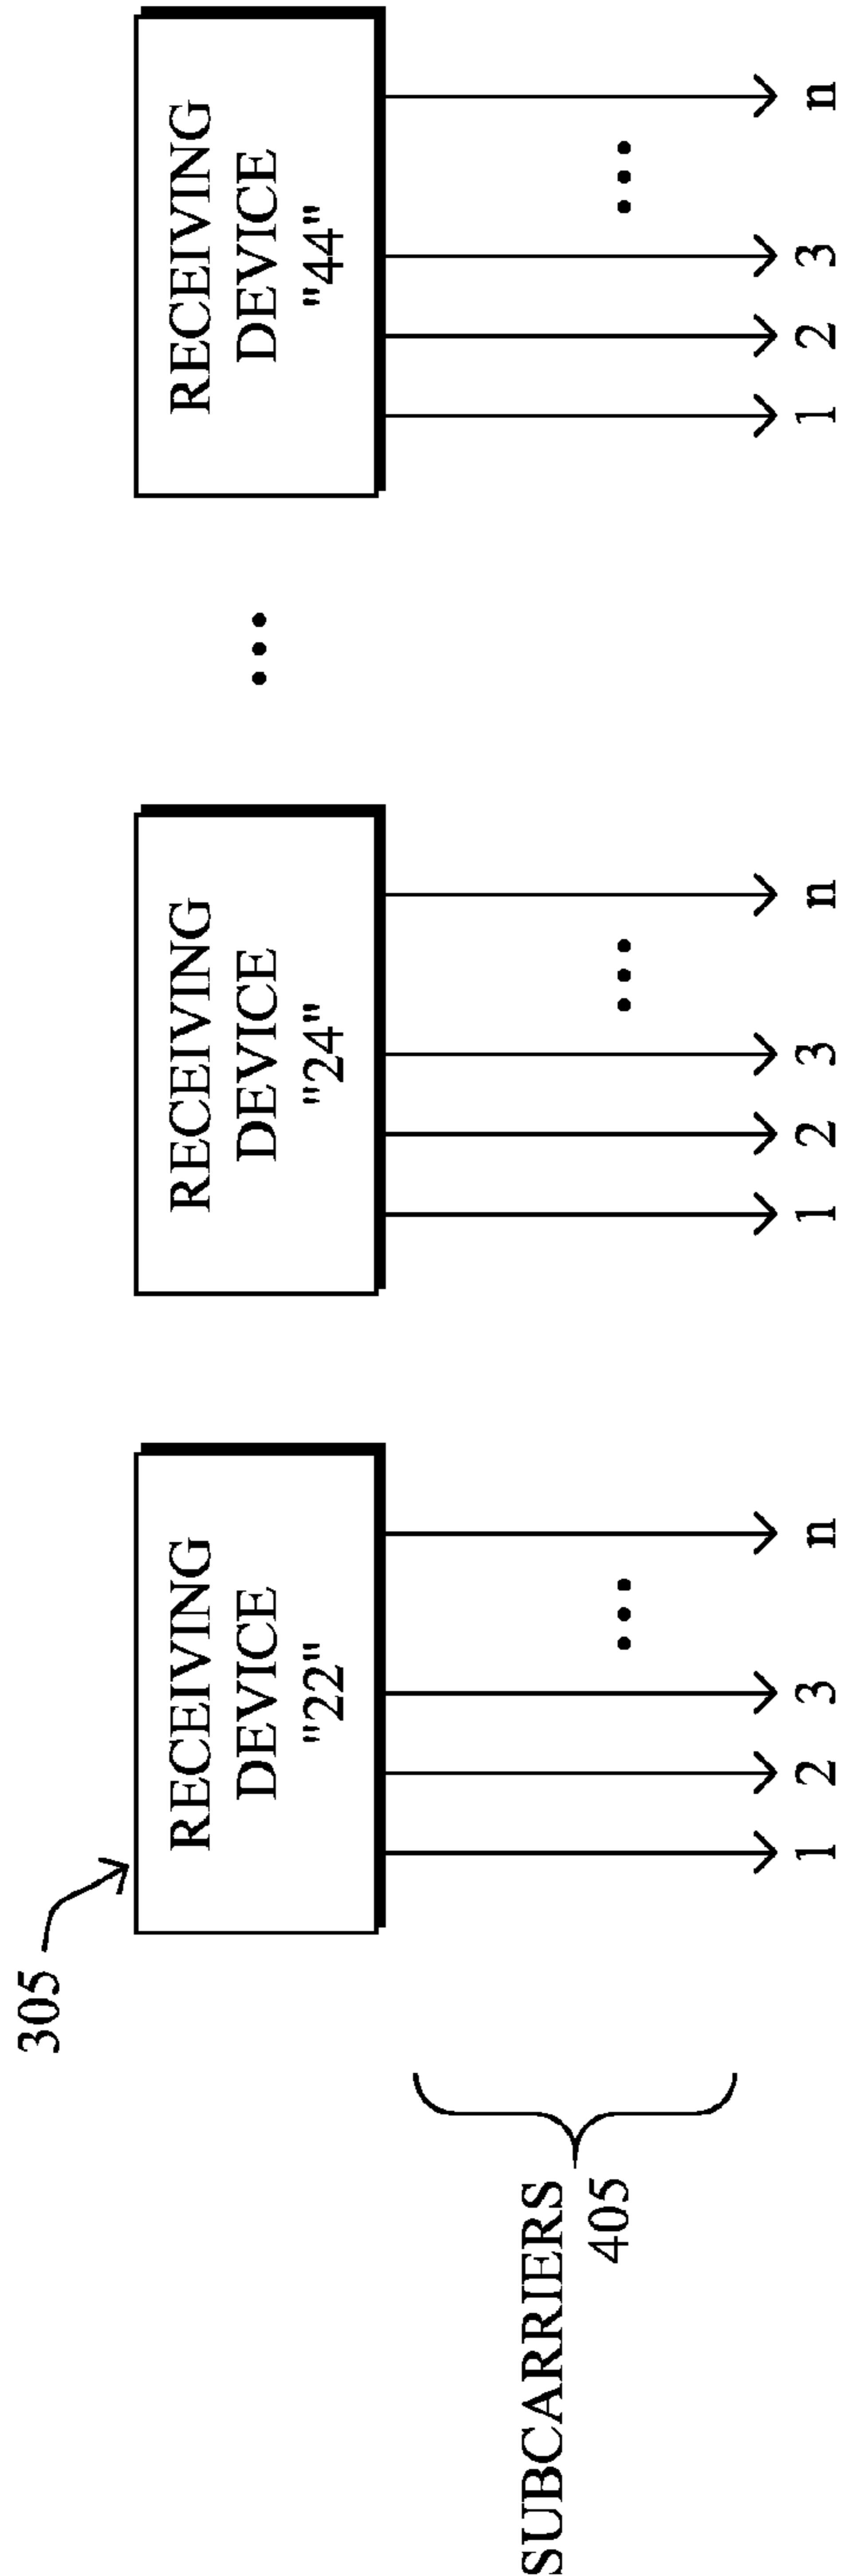 305
RECEIVING
DEVICE
"22"
RECEIVING
DEVICE
"24"
...
RECEIVING
DEVICE
"44"
SUBCARRIERS
405
...
...
...
1 2 3 n
1 2 3 n
1 2 3 n